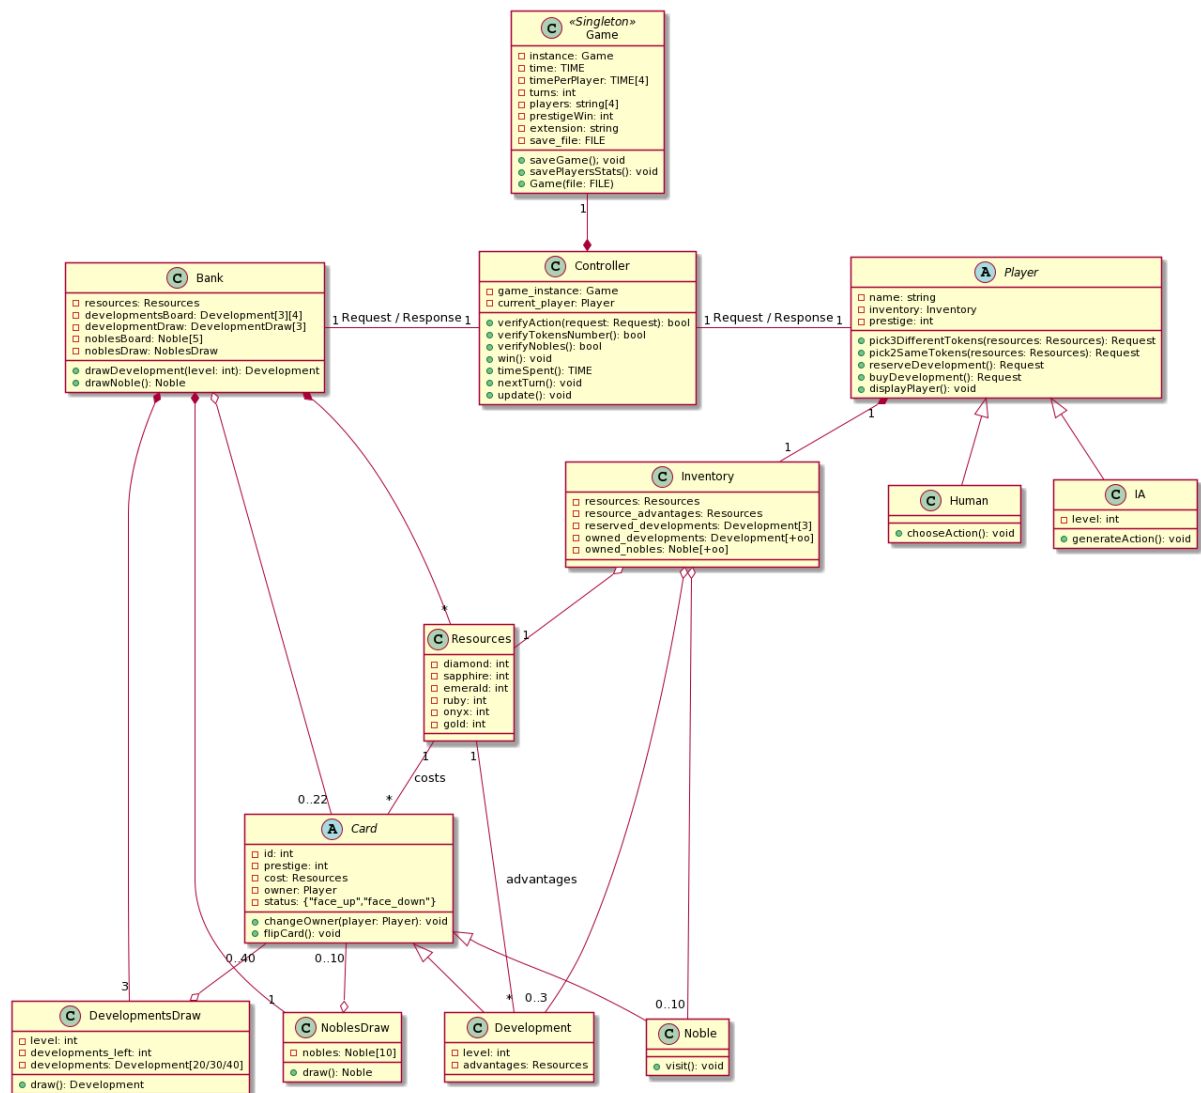 C «Singleton»
Game
instance: Game
time: TIME
timePerPlayer: TIME[4]
turns: int
players: string[4]
prestigeWin: int
extension: string
save_file: FILE
saveGame(); void
savePlayersStats(): void
Game(file: FILE)
1
C Bank
resources: Resources
developmentsBoard: Development[3][4]
developmentDraw: DevelopmentDraw[3]
noblesBoard: Noble[5]
noblesDraw: NoblesDraw
drawDevelopment(level: int): Development
drawNoble(): Noble
1 Request / Response 1
C Controller
game_instance: Game
current_player: Player
verifyAction(request: Request): bool
verifyTokensNumber(): bool
verifyNobles(): bool
win(): void
timeSpent(): TIME
nextTurn(): void
update(): void
1 Request / Response 1
A Player
name: string
inventory: Inventory
prestige: int
pick3DifferentTokens(resources: Resources): Request
pick2SameTokens(resources: Resources): Request
reserveDevelopment(): Request
buyDevelopment(): Request
displayPlayer(): void
1
1
C Inventory
resources: Resources
resource_advantages: Resources
reserved_developments: Development[3]
owned_developments: Development[+oo]
owned_nobles: Noble[+oo]
C Human
chooseAction(): void
C IA
level: int
generateAction(): void
*
1
C Resources
diamond: int
sapphire: int
emerald: int
ruby: int
onyx: int
gold: int
1
1
costs
0..22
*
C
A Card
id: int
prestige: int
cost: Resources
owner: Player
status: {"face_up","face_down"}
changeOwner(player: Player): void
flipCard(): void
advantages
0..40
0..10
3
1
*
0..3
0..10
C DevelopmentsDraw
level: int
developments_left: int
developments: Development[20/30/40]
draw(): Development
C NoblesDraw
nobles: Noble[10]
draw(): Noble
C Development
level: int
advantages: Resources
C Noble
visit(): void